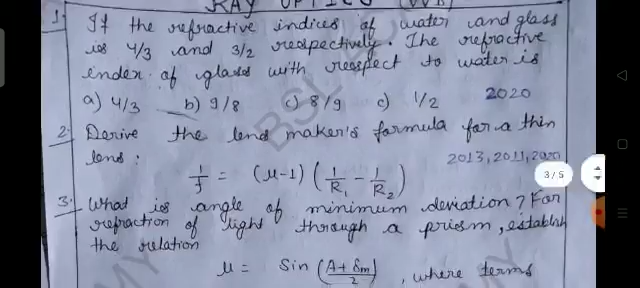 RAY OPTICS
1. If the refractive indices of water and glass
is 4/3 and 3/2 respectively. The refractive
index of glass with respect to water is
a) 4/3 b) 9/8 c) 8/9 c) 1/2 2020
2. Derive the lens maker's formula for a thin
lens:
2013, 2011, 2020
1/f = (μ-1) (1/R₁ - 1/R₂)
3/5
3. What is angle of minimum deviation? For
refraction of light through a prism, establish
the relation
μ = Sin (A+δm/2) , where terms